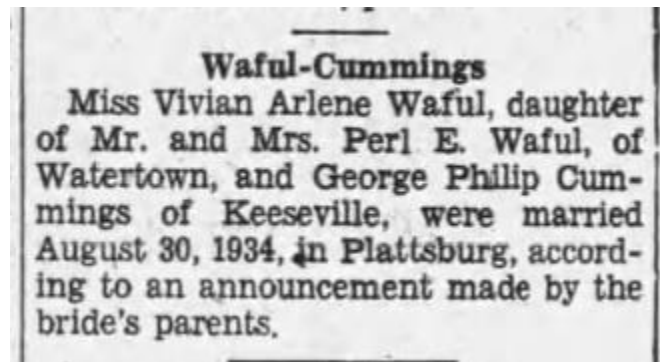 Waful-Cummings
Miss Vivian Arlene Waful, daughter
of Mr. and Mrs. Perl E. Waful, of
Watertown, and George Philip Cum-
mings of Keeseville, were married
August 30, 1934, in Plattsburg, accord-
ing to an announcement made by the
bride's parents.